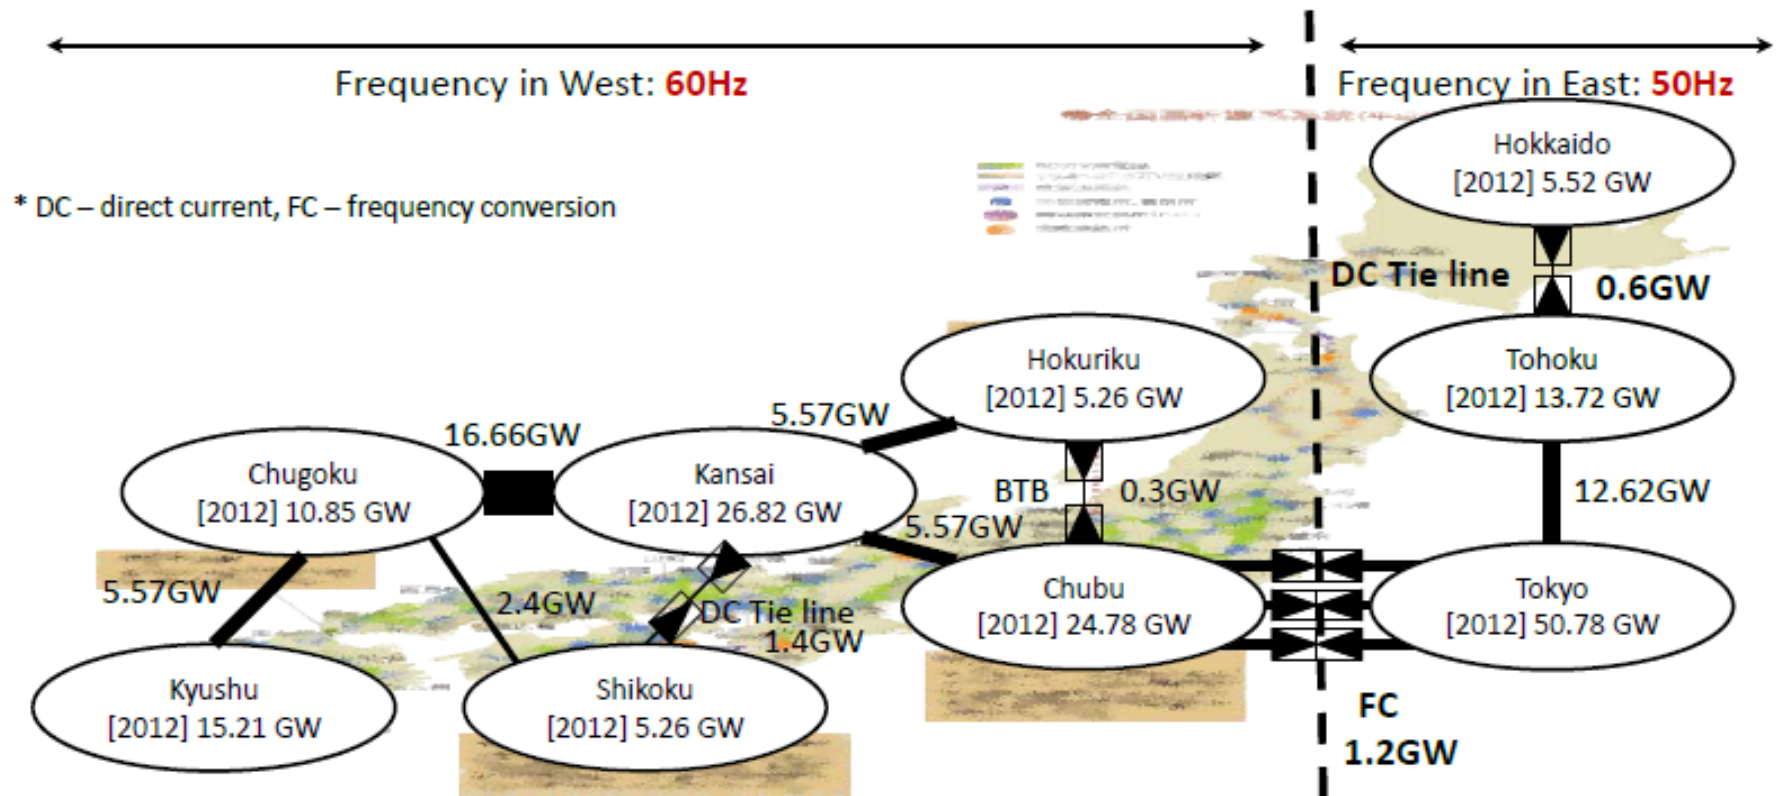 Frequency in West: 60Hz
Frequency in East: 50Hz
* DC – direct current, FC – frequency conversion
Hokkaido
[2012] 5.52 GW
DC Tie line
0.6GW
Hokuriku
[2012] 5.26 GW
Tohoku
[2012] 13.72 GW
5.57GW
16.66GW
Chugoku
[2012] 10.85 GW
Kansai
[2012] 26.82 GW
BTB
0.3GW
12.62GW
5.57GW
5.57GW
2.4GW
DC Tie line
1.4GW
Chubu
[2012] 24.78 GW
Tokyo
[2012] 50.78 GW
Kyushu
[2012] 15.21 GW
Shikoku
[2012] 5.26 GW
FC
1.2GW